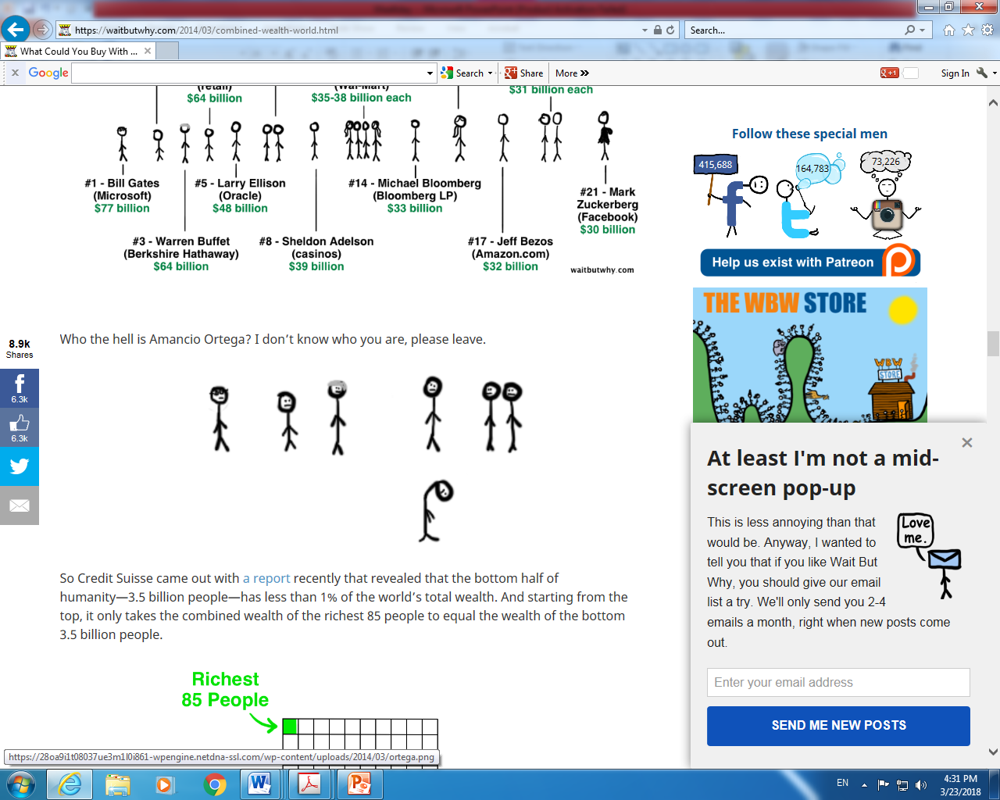 https://waitbutwhy.com/2014/03/combined-wealth-world.html
Search...
What Could You Buy With ...
x Google
Search
Share
More »
+1
Sign In
(retail)
$64 billion
(Wal-Mart)
$35-38 billion each
$31 billion each
#1 - Bill Gates
(Microsoft)
$77 billion
#5 - Larry Ellison
(Oracle)
$48 billion
#14 - Michael Bloomberg
(Bloomberg LP)
$33 billion
#21 - Mark
Zuckerberg
(Facebook)
$30 billion
#3 - Warren Buffet
(Berkshire Hathaway)
$64 billion
#8 - Sheldon Adelson
(casinos)
$39 billion
#17 - Jeff Bezos
(Amazon.com)
$32 billion
waitbutwhy.com
Who the hell is Amancio Ortega? I don’t know who you are, please leave.
8.9k
Shares
6.3k
6.3k
So Credit Suisse came out with a report recently that revealed that the bottom half of
humanity—3.5 billion people—has less than 1% of the world’s total wealth. And starting from the
top, it only takes the combined wealth of the richest 85 people to equal the wealth of the bottom
3.5 billion people.
Richest
85 People
Follow these special men
415,688
164,783
73,226
Help us exist with Patreon
THE WBW STORE
WBW
STORE
At least I'm not a mid-
screen pop-up
This is less annoying than that
would be. Anyway, I wanted to
tell you that if you like Wait But
Why, you should give our email
list a try. We'll only send you 2-4
emails a month, right when new posts come
out.
Love
me.
Enter your email address
SEND ME NEW POSTS
https://28oa9i1t08037ue3m1l0i861-wpengine.netdna-ssl.com/wp-content/uploads/2014/03/ortega.png
EN
4:31 PM
3/23/2018